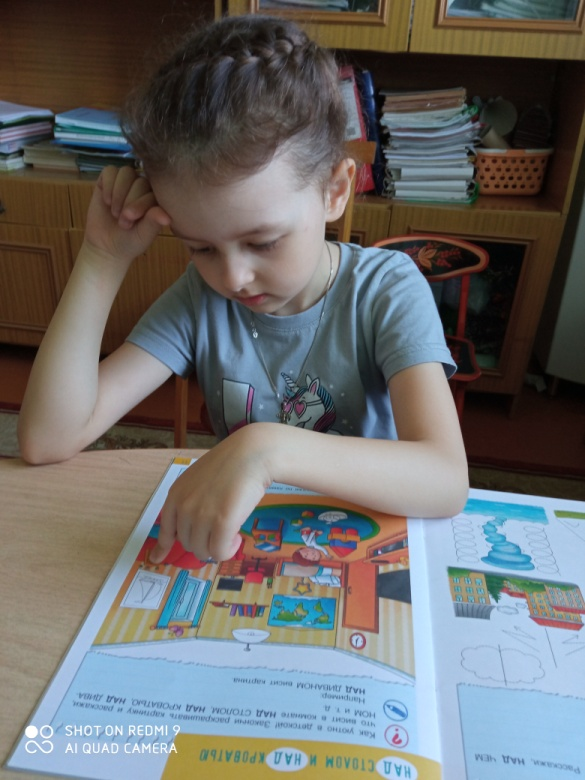 НАД СТОЛОМ И НАД КРОВАТЬЮ
Как уютно в детской! Закончи раскрашивать картинку и расскажи,
что висит в комнате НАД СТОЛОМ, НАД КРОВАТЬЮ, НАД ДИВА-
НОМ и т. д.
Например:
НАД ДИВАНОМ висит картина
Расскажи, НАД ЧЕМ
SHOT ON REDMI 9
AI QUAD CAMERA